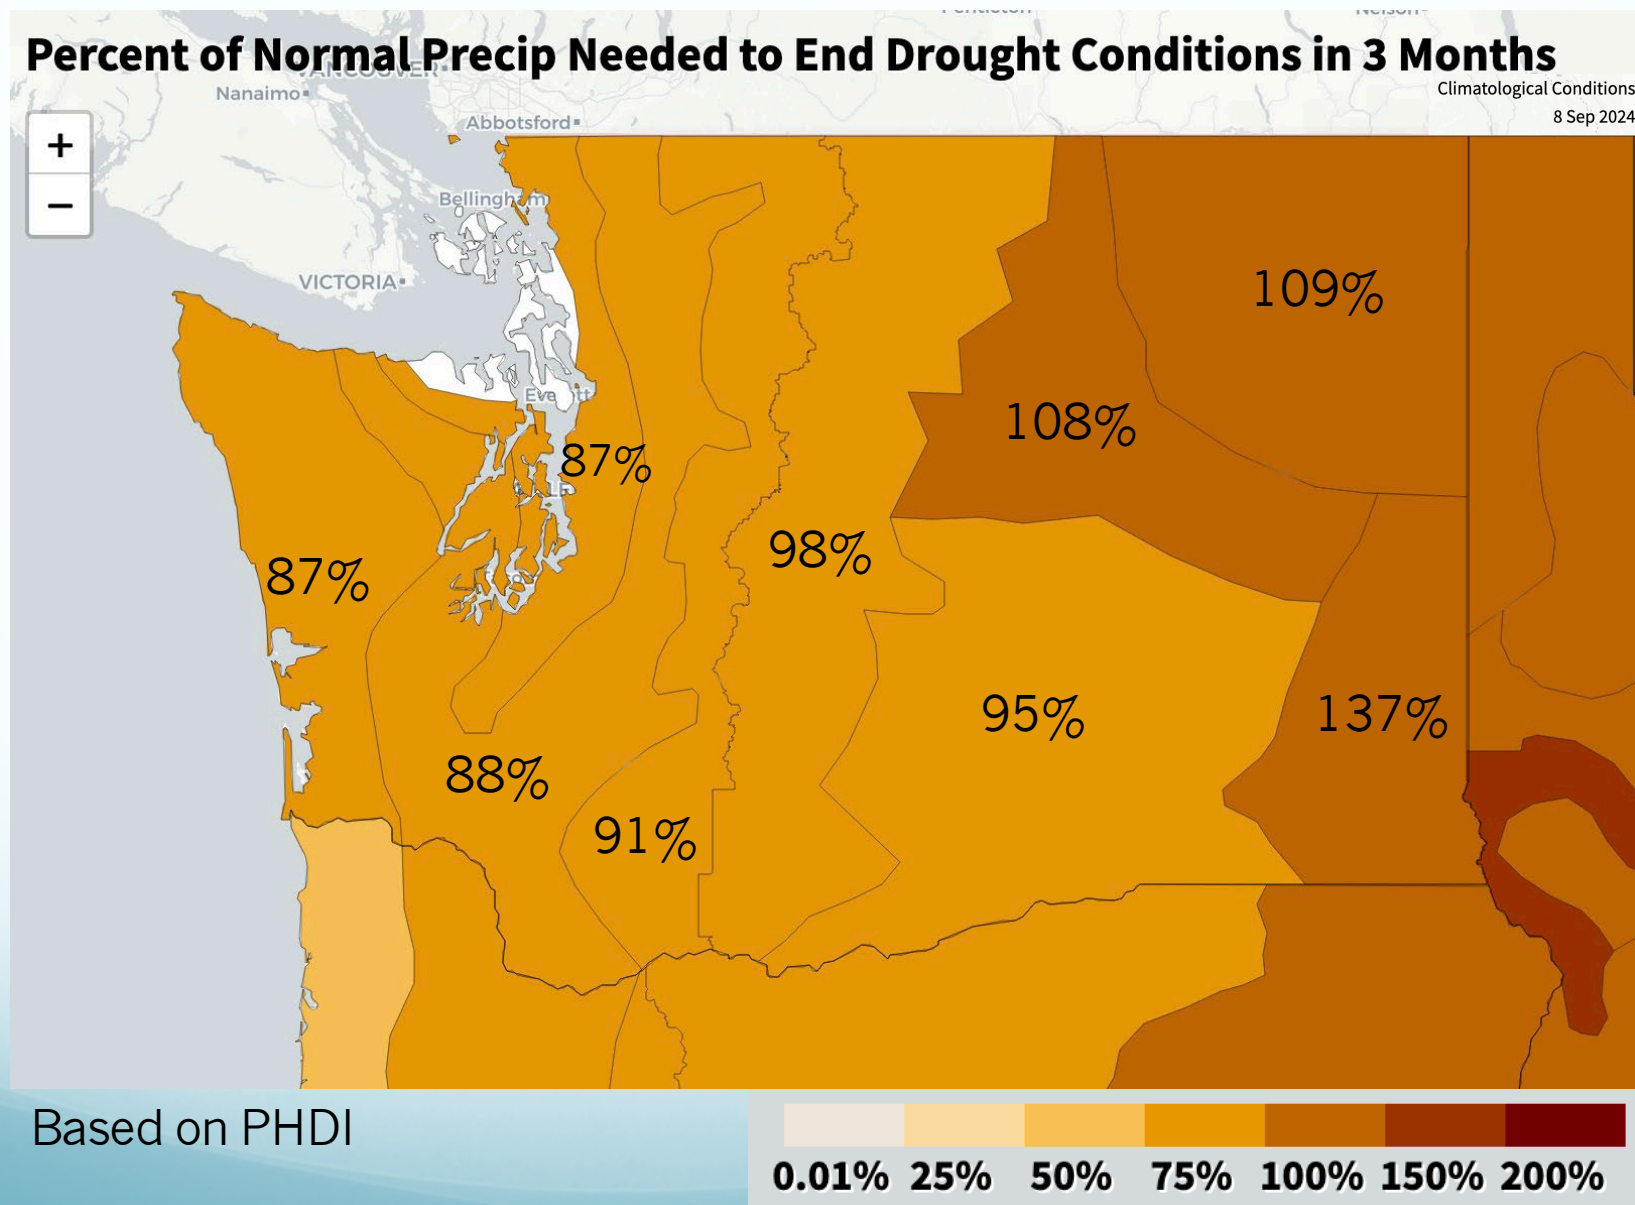 Percent of Normal Precip Needed to End Drought Conditions in 3 Months
VANCOUVER
Nanaimo
Climatological Conditions
8 Sep 2024
Abbotsford
+
−
Bellingham
VICTORIA
109%
Everett
108%
87%
98%
87%
95%
137%
88%
91%
Based on PHDI
0.01% 25% 50% 75% 100% 150% 200%